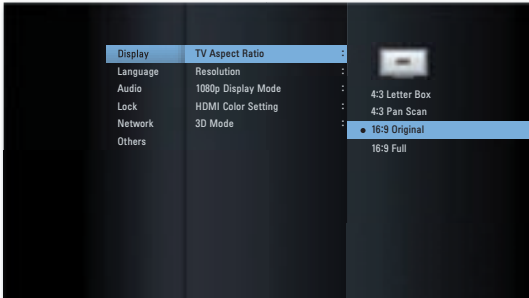 Display
Language
Audio
Lock
Network
Others
TV Aspect Ratio :
Resolution :
1080p Display Mode :
HDMI Color Setting :
3D Mode :
4:3 Letter Box
4:3 Pan Scan
16:9 Original
16:9 Full